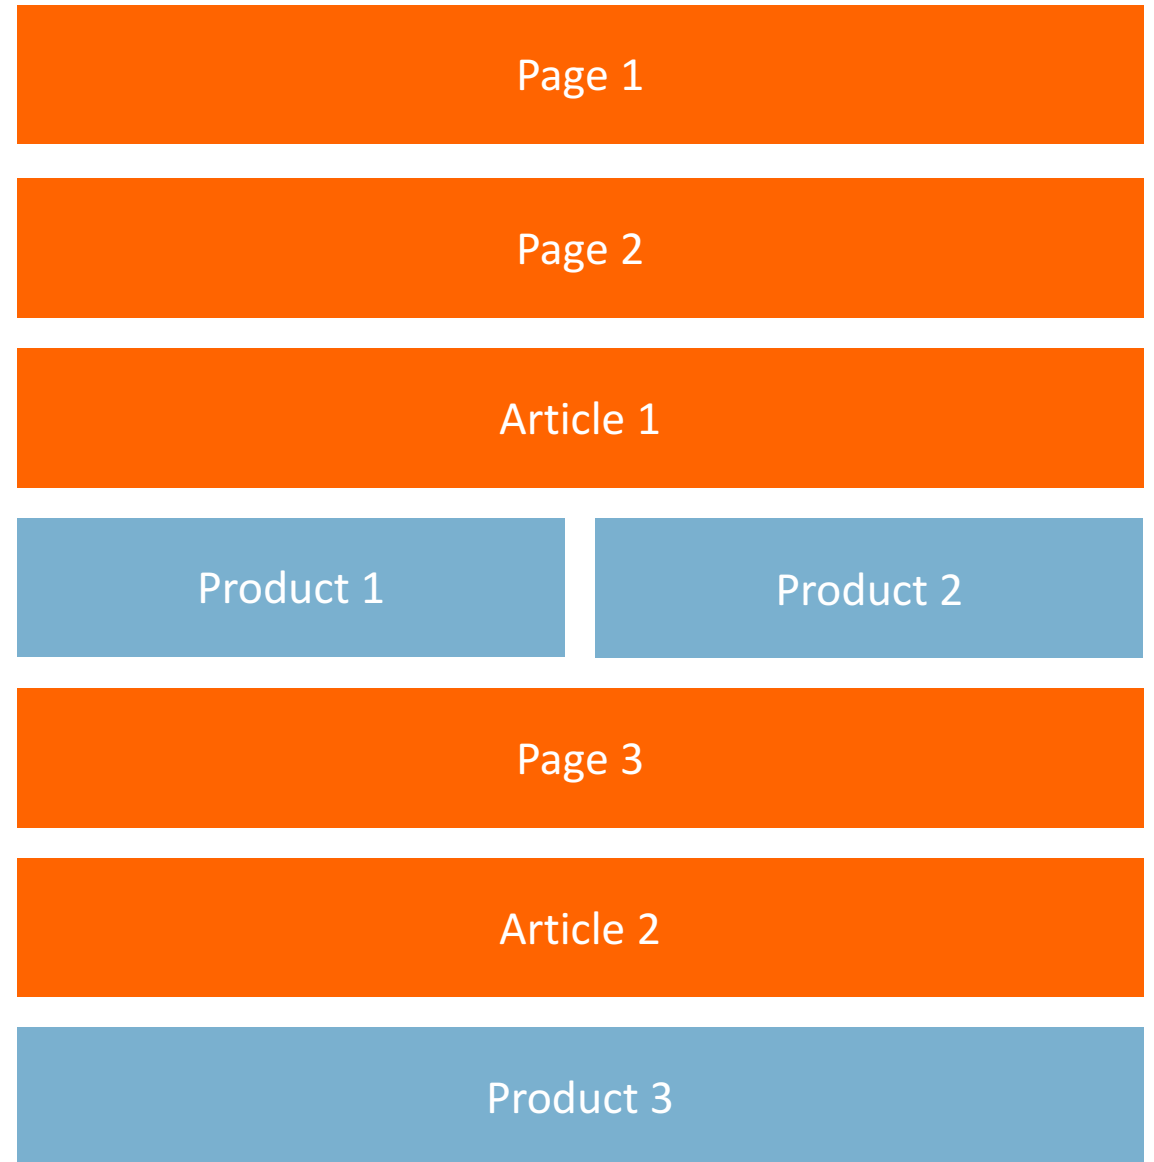 Page 1
Page 2
Article 1
Product 1
Product 2
Page 3
Article 2
Product 3